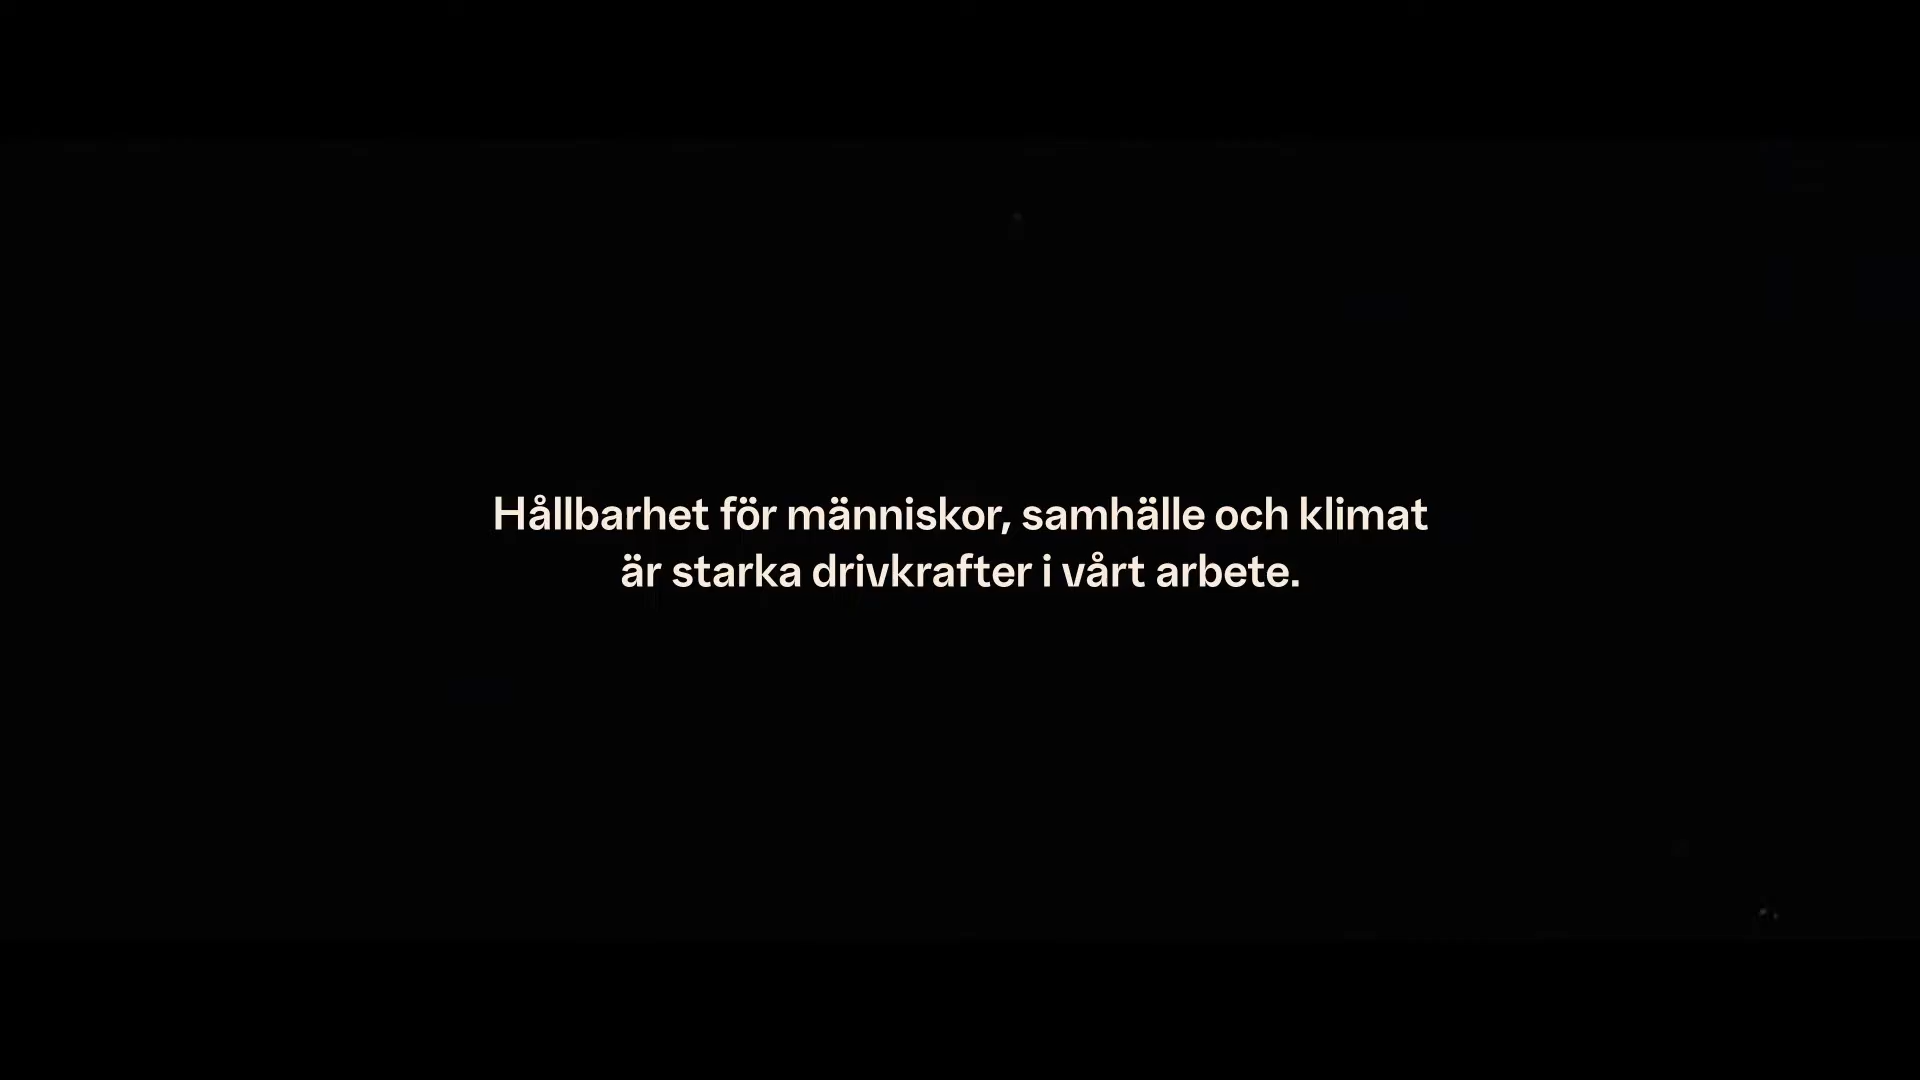 Hållbarhet för människor, samhälle och klimat
är starka drivkrafter i vårt arbete.